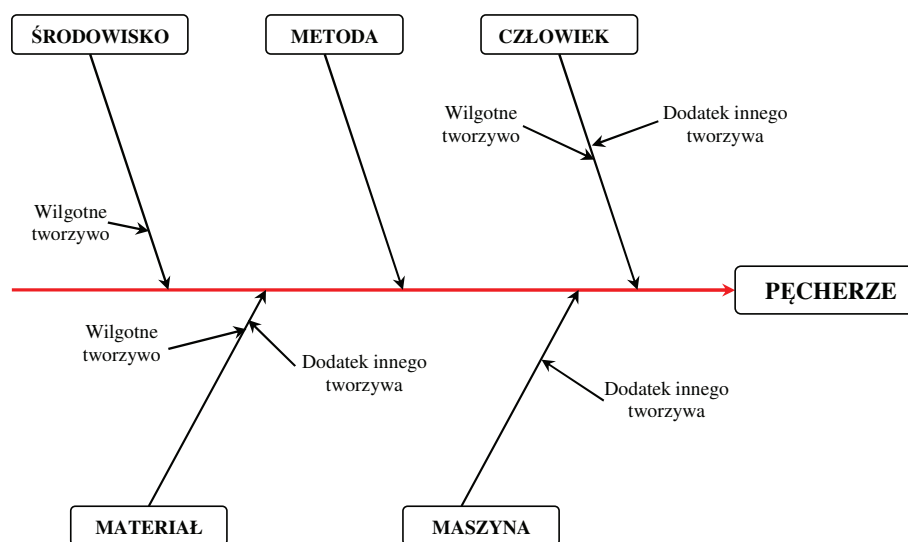 ŚRODOWISKO
METODA
CZŁOWIEK
Wilgotne
tworzywo
Dodatek innego
tworzywa
Wilgotne
tworzywo
PĘCHERZE
Wilgotne
tworzywo
Dodatek innego
tworzywa
Dodatek innego
tworzywa
MATERIAŁ
MASZYNA